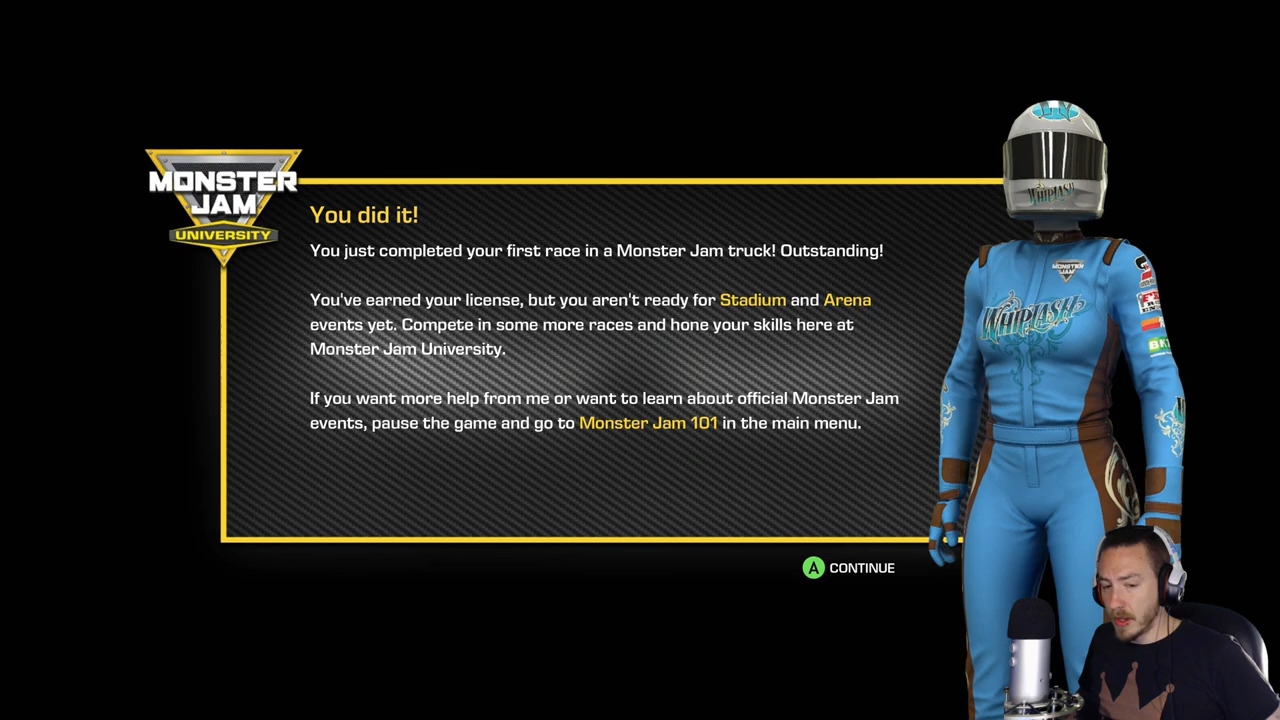 MONSTER
JAM
UNIVERSITY
You did it!
You just completed your first race in a Monster Jam truck! Outstanding!
You've earned your license, but you aren't ready for Stadium and Arena
events yet. Compete in some more races and hone your skills here at
Monster Jam University.
If you want more help from me or want to learn about official Monster Jam
events, pause the game and go to Monster Jam 101 in the main menu.
A CONTINUE
WHIPLASH
MONSTER
JAM
WHIPLASH